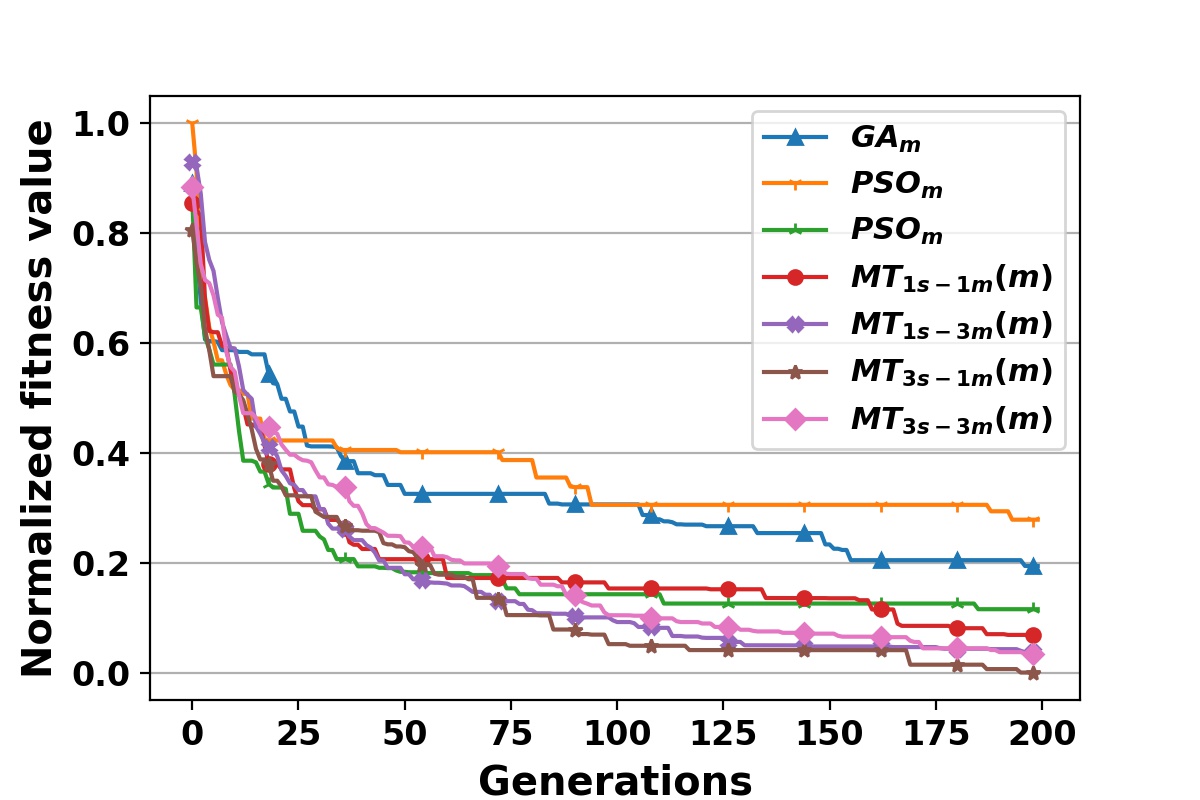 Normalized fitness value
1.0
0.8
0.6
0.4
0.2
0.0
GAm
PSOm
PSOm
MT1s−1m(m)
MT1s−3m(m)
MT3s−1m(m)
MT3s−3m(m)
0 25 50 75 100 125 150 175 200
Generations